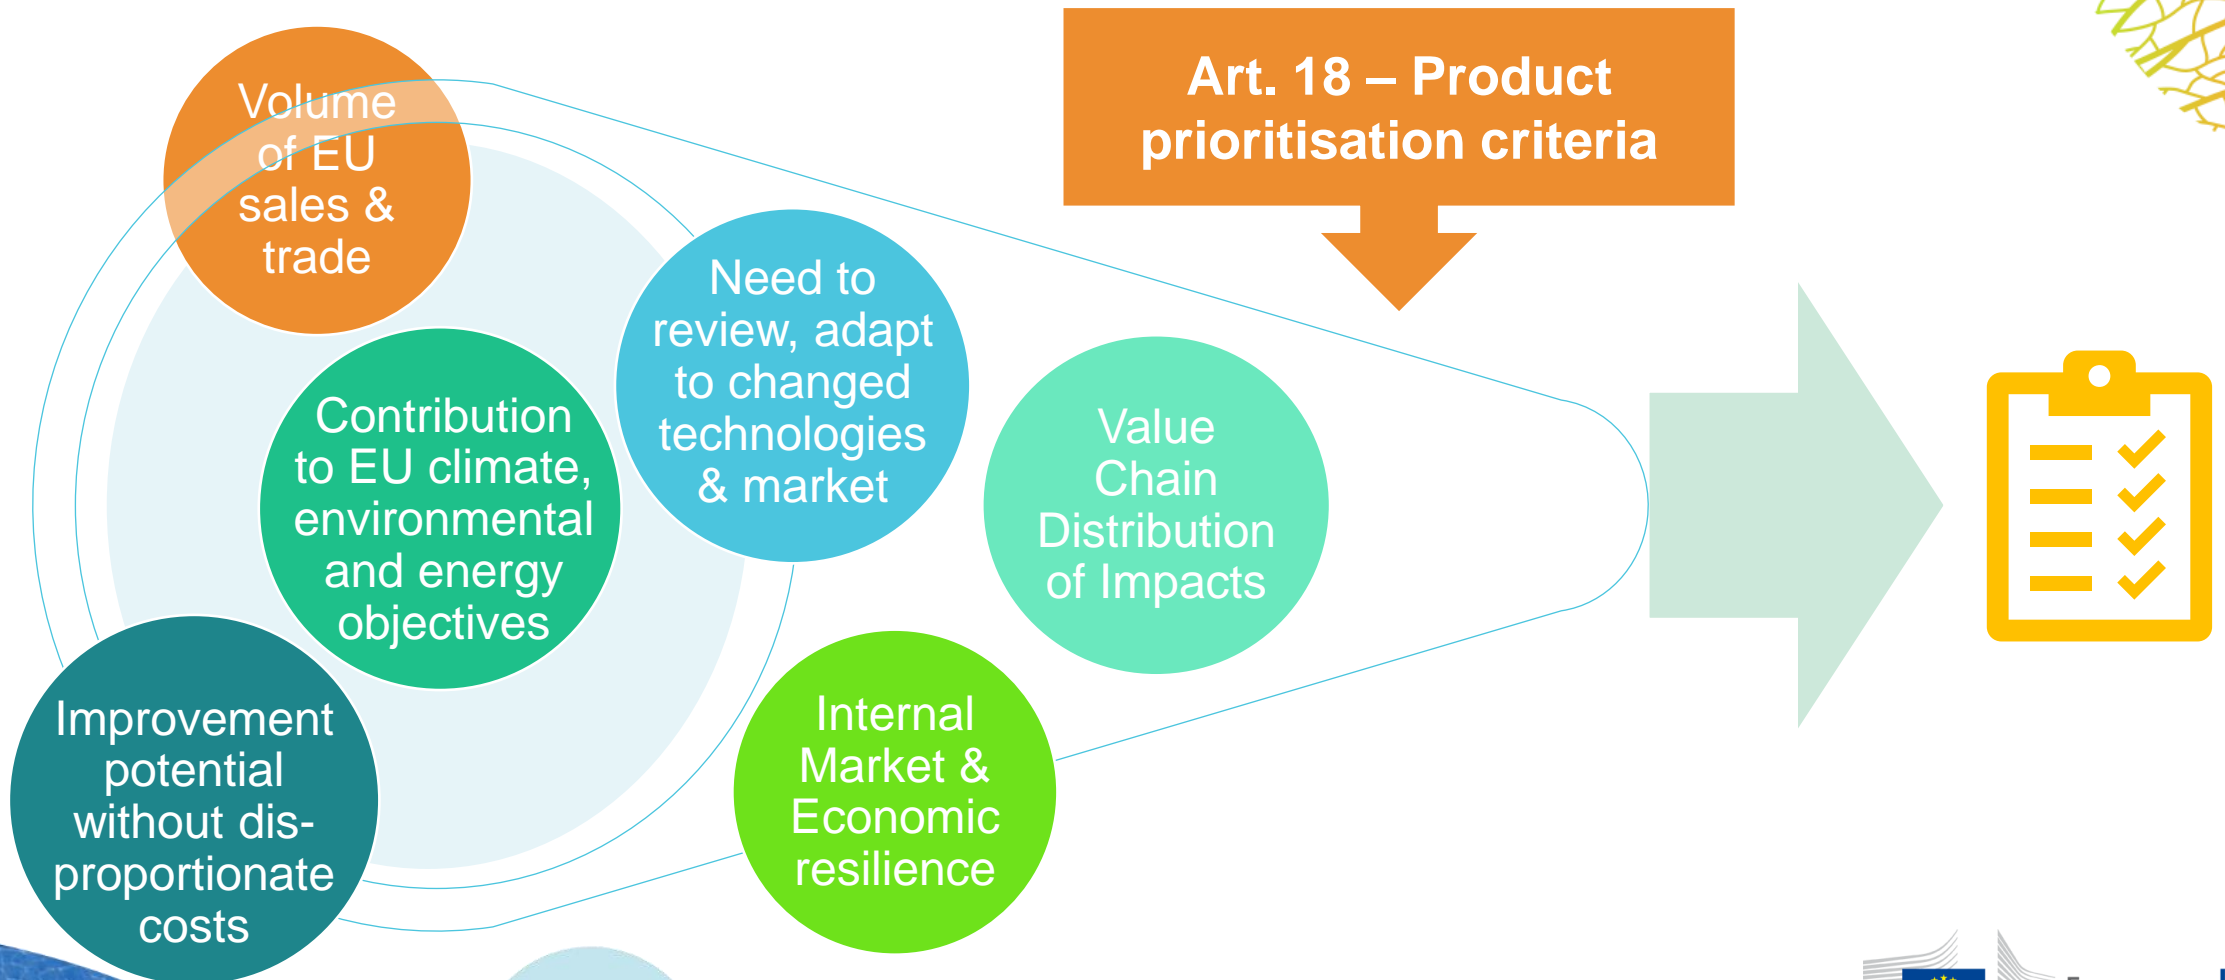 Art. 18 – Product
prioritisation criteria
Volume
of EU
sales &
trade
Need to
review, adapt
to changed
technologies
& market
Contribution
to EU climate,
environmental
and energy
objectives
Value
Chain
Distribution
of Impacts
Improvement
potential
without dis-
proportionate
costs
Internal
Market &
Economic
resilience